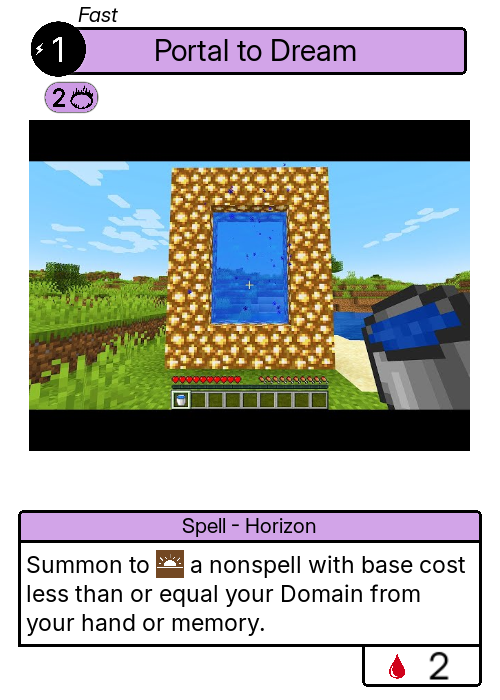 Fast
1
Portal to Dream
2
Spell - Horizon
Summon to a nonspell with base cost
less than or equal your Domain from
your hand or memory.
2